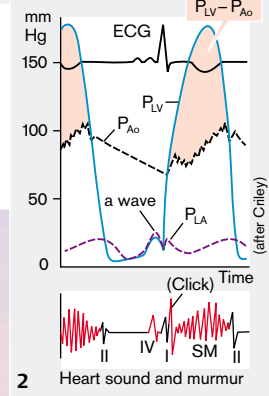 mm
Hg
ECG
P_LV – P_Ao
150
P_LV
100
P_Ao
50
a wave
P_LA
0
Time
(after Criley)
(Click)
II
IV
I
SM
II
2 Heart sound and murmur